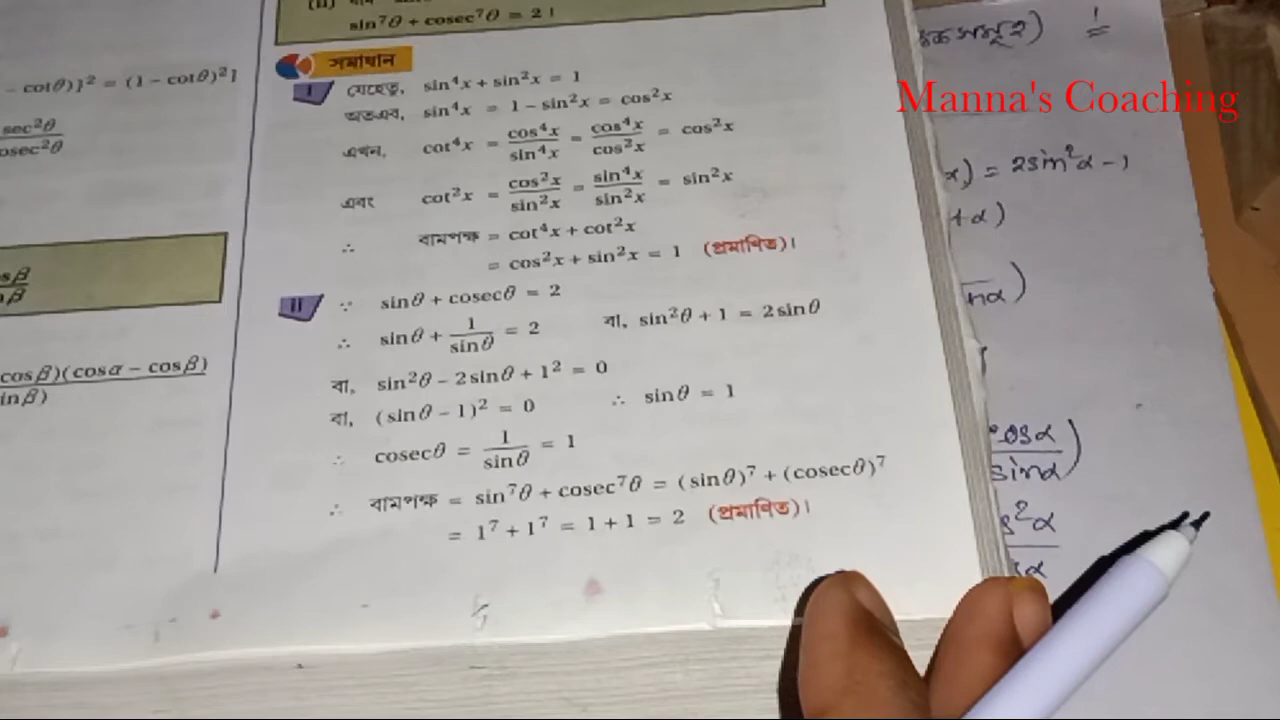 sin⁷θ + cosec⁷θ = 2 ।
সমাধান
I যেহেতু, sin⁴x + sin²x = 1
অতএব, sin⁴x = 1 − sin²x = cos²x
এখন, cot⁴x = cos⁴x/sin⁴x = cos⁴x/cos²x = cos²x
এবং cot²x = cos²x/sin²x = sin⁴x/sin²x = sin²x
∴ বামপক্ষ = cot⁴x + cot²x
= cos²x + sin²x = 1 (প্রমাণিত)।
II ∵ sinθ + cosecθ = 2
∴ sinθ + 1/sinθ = 2 বা, sin²θ + 1 = 2sinθ
বা, sin²θ − 2sinθ + 1² = 0
বা, (sinθ − 1)² = 0 ∴ sinθ = 1
∴ cosecθ = 1/sinθ = 1
∴ বামপক্ষ = sin⁷θ + cosec⁷θ = (sinθ)⁷ + (cosecθ)⁷
= 1⁷ + 1⁷ = 1 + 1 = 2 (প্রমাণিত)।
− cotθ)}² = (1 − cotθ)²]
sec²θ
cosβ)(cosα − cosβ)
Manna's Coaching
= 2sin²α − 1
+α)
cosα
sinα